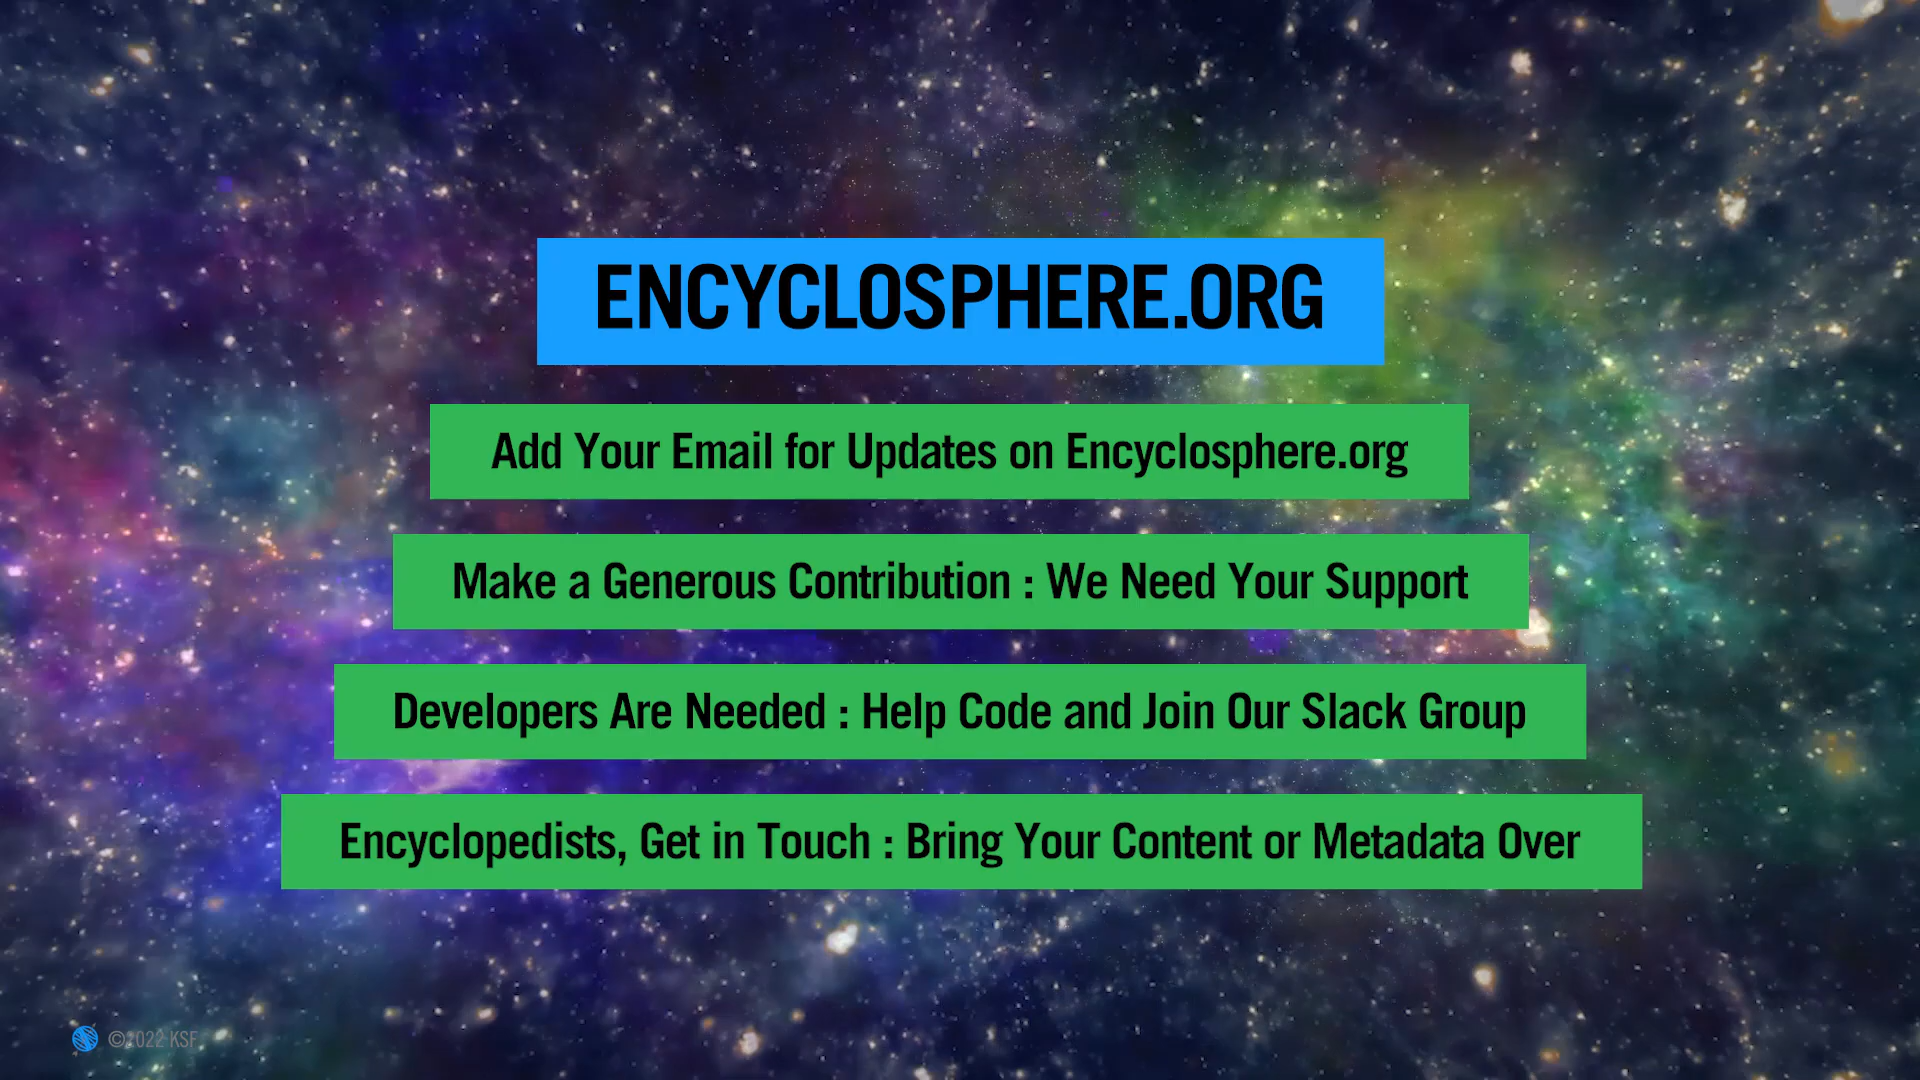 ENCYCLOSPHERE.ORG
Add Your Email for Updates on Encyclosphere.org
Make a Generous Contribution : We Need Your Support
Developers Are Needed : Help Code and Join Our Slack Group
Encyclopedists, Get in Touch : Bring Your Content or Metadata Over
©2022 KSF